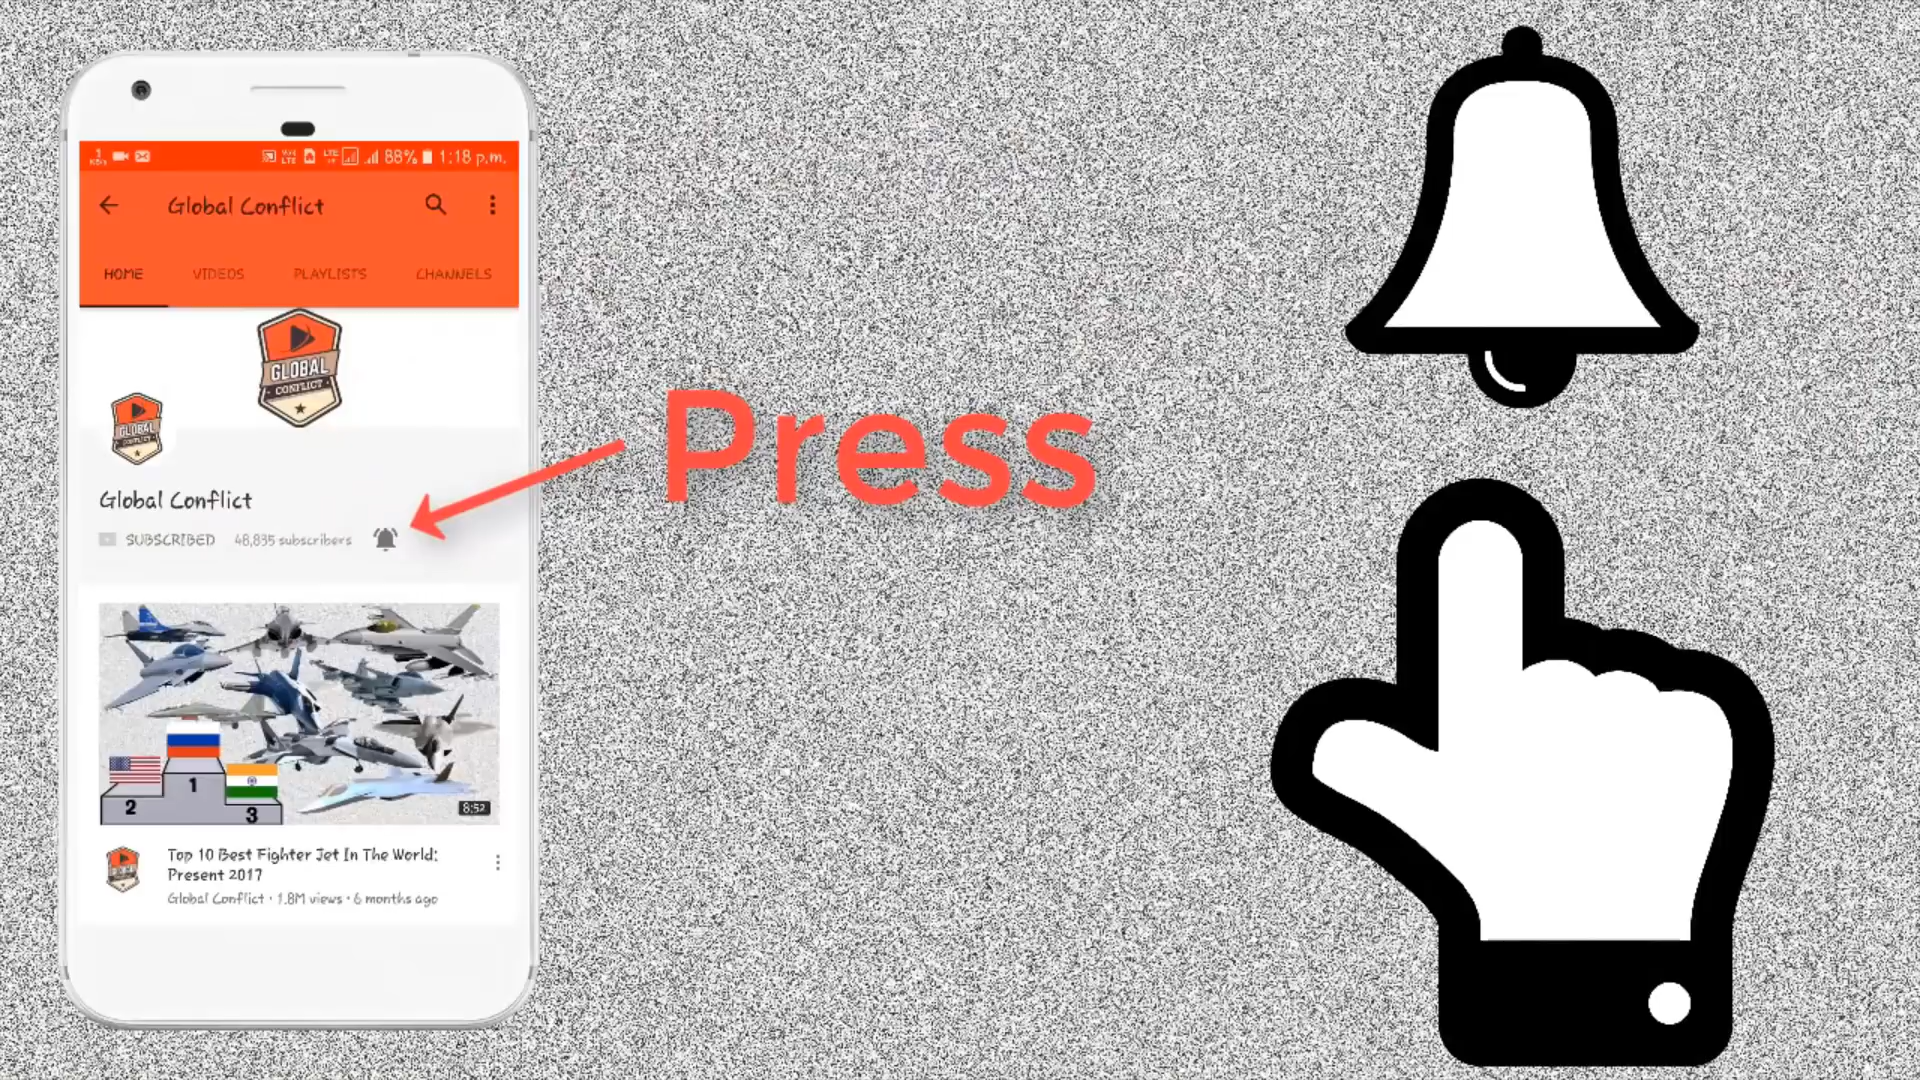 88% 1:18 p.m.
Global Conflict
HOME VIDEOS PLAYLISTS CHANNELS
GLOBAL
CONFLICT
GLOBAL
CONFLICT
Press
Global Conflict
SUBSCRIBED 48,835 subscribers
1
2
3
8:52
Top 10 Best Fighter Jet In The World:
Present 2017
Global Conflict · 1.8M views · 6 months ago